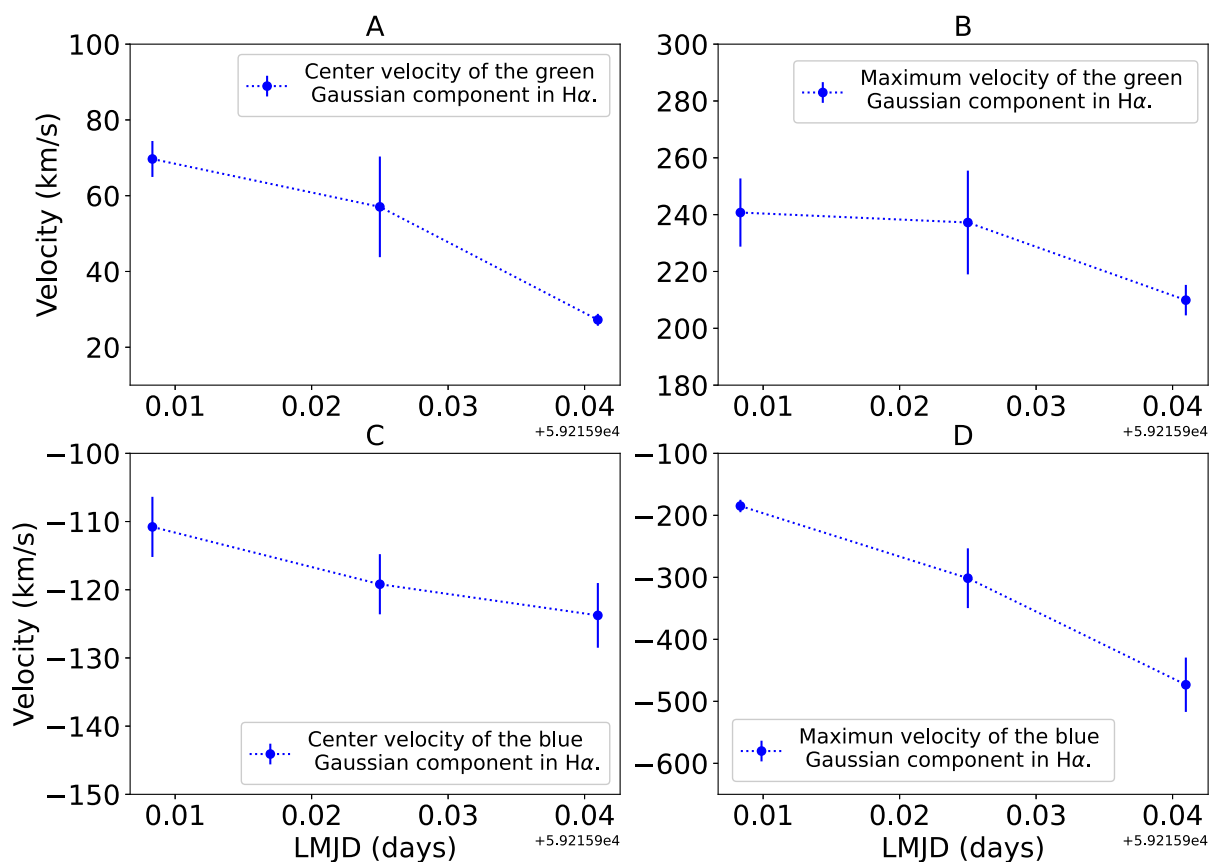 A
100
80
60
40
20
Velocity (km/s)
Center velocity of the green
Gaussian component in Hα.
0.01 0.02 0.03 0.04
+5.92159e4
B
300
280
260
240
220
200
180
Maximum velocity of the green
Gaussian component in Hα.
0.01 0.02 0.03 0.04
+5.92159e4
C
−100
−110
−120
−130
−140
−150
Velocity (km/s)
Center velocity of the blue
Gaussian component in Hα.
0.01 0.02 0.03 0.04
+5.92159e4
LMJD (days)
D
−100
−200
−300
−400
−500
−600
Maximun velocity of the blue
Gaussian component in Hα.
0.01 0.02 0.03 0.04
+5.92159e4
LMJD (days)